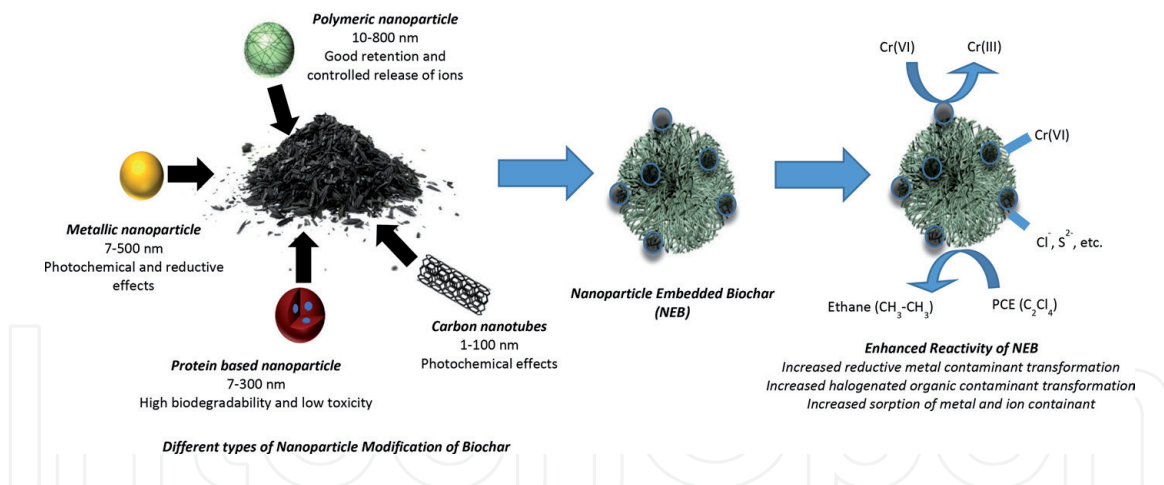 Polymeric nanoparticle
10-800 nm
Good retention and
controlled release of ions
Metallic nanoparticle
7-500 nm
Photochemical and reductive
effects
Protein based nanoparticle
7-300 nm
High biodegradability and low toxicity
Carbon nanotubes
1-100 nm
Photochemical effects
Different types of Nanoparticle Modification of Biochar
Nanoparticle Embedded Biochar
(NEB)
Cr(VI)
Cr(III)
Cr(VI)
Cl⁻, S²⁻, etc.
Ethane (CH₃-CH₃)
PCE (C₂Cl₄)
Enhanced Reactivity of NEB
Increased reductive metal contaminant transformation
Increased halogenated organic contaminant transformation
Increased sorption of metal and ion containant